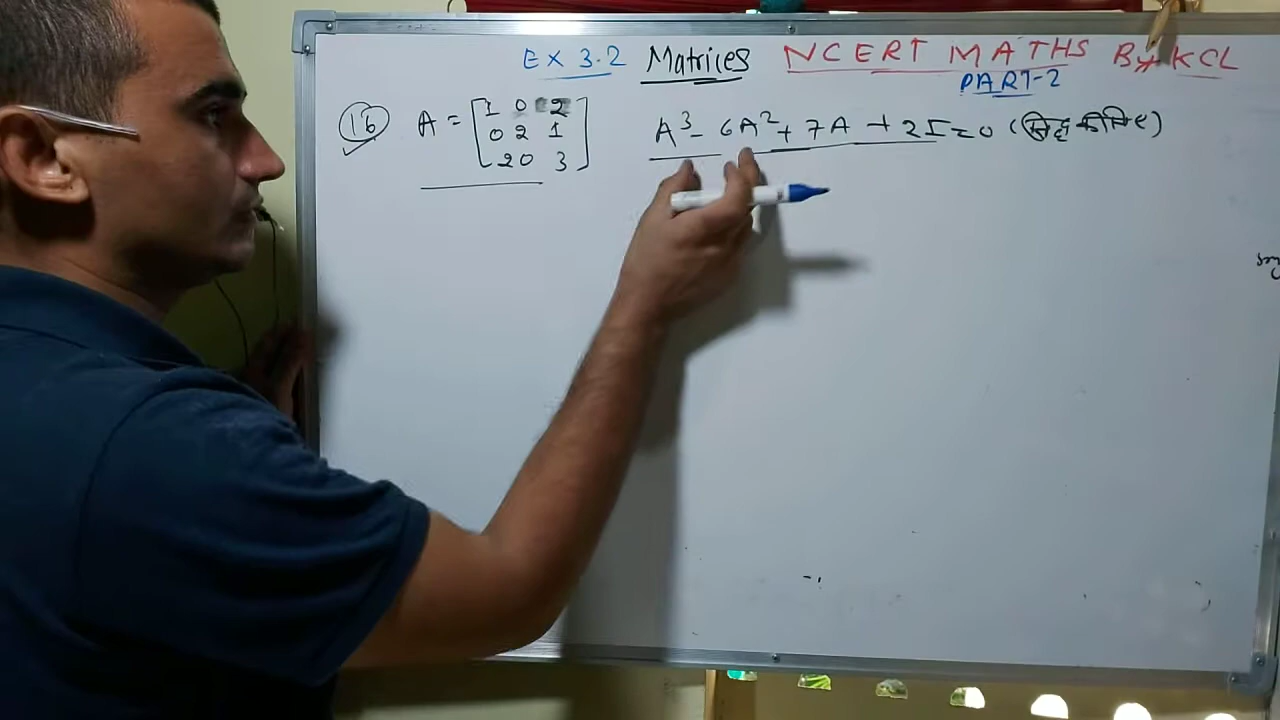 EX 3.2 Matrices NCERT MATHS By KCL
PART-2
16 A = [1 0 2 A³ - 6A² + 7A + 2I = 0 (सिद्ध कीजिए)
0 2 1
2 0 3]